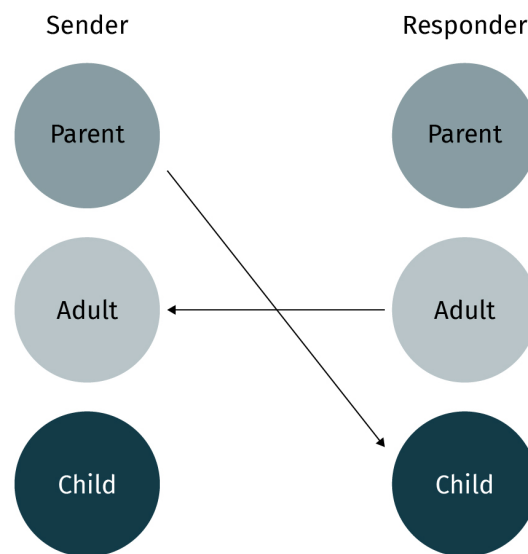 Sender
Responder
Parent
Parent
Adult
Adult
Child
Child